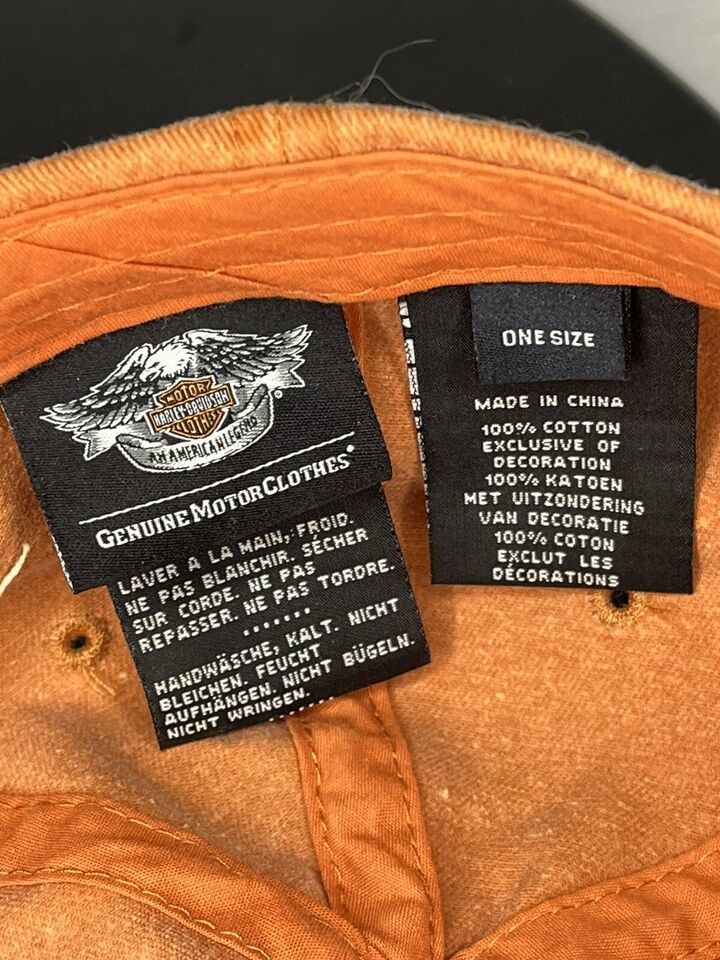 MOTOR
HARLEY-DAVIDSON
CLOTHES
AN AMERICAN LEGEND
®
GENUINE MOTORCLOTHES®
LAVER A LA MAIN, FROID.
NE PAS BLANCHIR. SÉCHER
SUR CORDE. NE PAS
REPASSER. NE PAS TORDRE.
.......
HANDWÄSCHE, KALT. NICHT
BLEICHEN. FEUCHT
AUFHÄNGEN. NICHT BÜGELN.
NICHT WRINGEN.
ONE SIZE
MADE IN CHINA
100% COTTON
EXCLUSIVE OF
DECORATION
100% KATOEN
MET UITZONDERING
VAN DECORATIE
100% COTON
EXCLUT LES
DÉCORATIONS